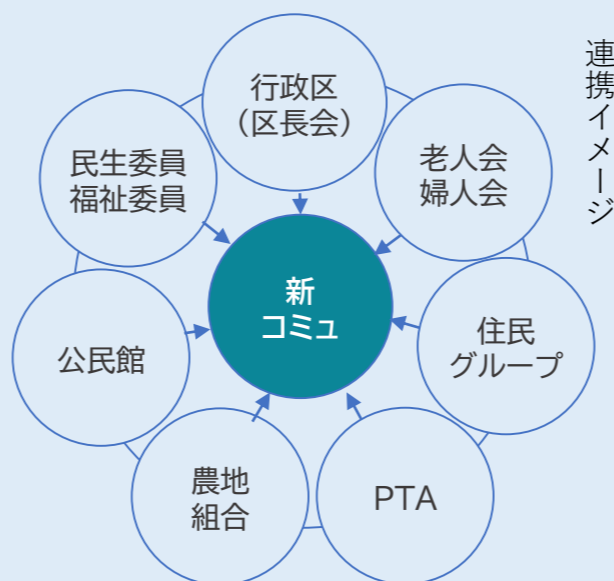 連携イメージ
行政区
（区長会）
老人会
婦人会
住民
グループ
PTA
農地
組合
公民館
民生委員
福祉委員
新
コミュ